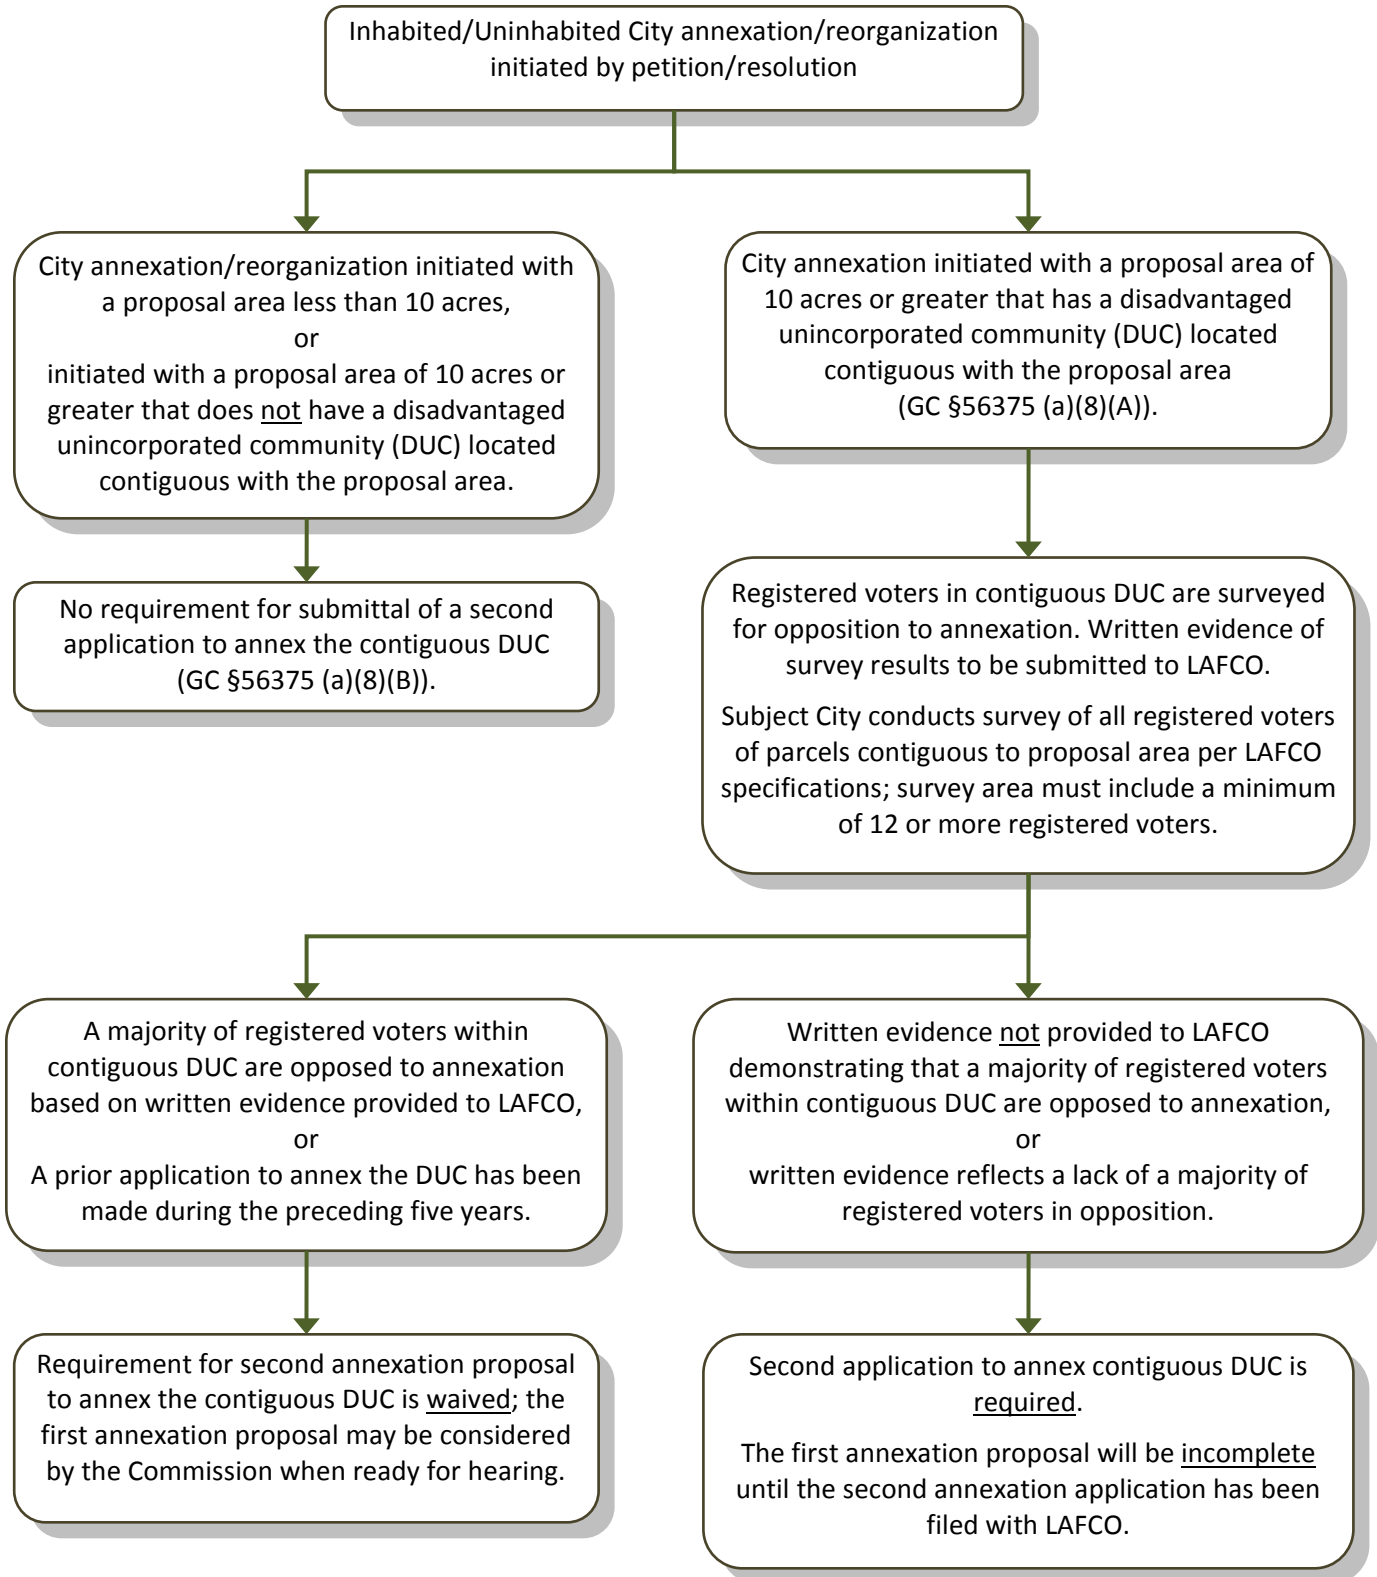 Inhabited/Uninhabited City annexation/reorganization
initiated by petition/resolution
City annexation/reorganization initiated with
a proposal area less than 10 acres,
or
initiated with a proposal area of 10 acres or
greater that does not have a disadvantaged
unincorporated community (DUC) located
contiguous with the proposal area.
City annexation initiated with a proposal area of
10 acres or greater that has a disadvantaged
unincorporated community (DUC) located
contiguous with the proposal area
(GC §56375 (a)(8)(A)).
No requirement for submittal of a second
application to annex the contiguous DUC
(GC §56375 (a)(8)(B)).
Registered voters in contiguous DUC are surveyed
for opposition to annexation. Written evidence of
survey results to be submitted to LAFCO.
Subject City conducts survey of all registered voters
of parcels contiguous to proposal area per LAFCO
specifications; survey area must include a minimum
of 12 or more registered voters.
A majority of registered voters within
contiguous DUC are opposed to annexation
based on written evidence provided to LAFCO,
or
A prior application to annex the DUC has been
made during the preceding five years.
Written evidence not provided to LAFCO
demonstrating that a majority of registered voters
within contiguous DUC are opposed to annexation,
or
written evidence reflects a lack of a majority of
registered voters in opposition.
Requirement for second annexation proposal
to annex the contiguous DUC is waived; the
first annexation proposal may be considered
by the Commission when ready for hearing.
Second application to annex contiguous DUC is
required.
The first annexation proposal will be incomplete
until the second annexation application has been
filed with LAFCO.